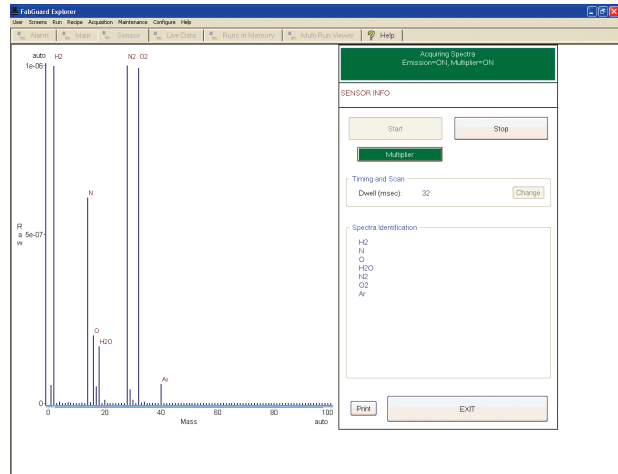 FabGuard Explorer
User Screens Run Recipe Acquisition Maintenance Configure Help
Alarm Main Sensor Live Data Runs in Memory Multi Run Viewer Help
auto H2 N2 O2
1e-06
N
R
a 5e-07
w
O
H2O
Ar
0
0 20 40 60 80 100
Mass auto
Acquiring Spectra
Emission=ON, Multiplier=ON
SENSOR INFO
Start Stop
Multiplier
Timing and Scan
Dwell (msec): 32 Change
Spectra Identification
H2
N
O
H2O
N2
O2
Ar
Print EXIT